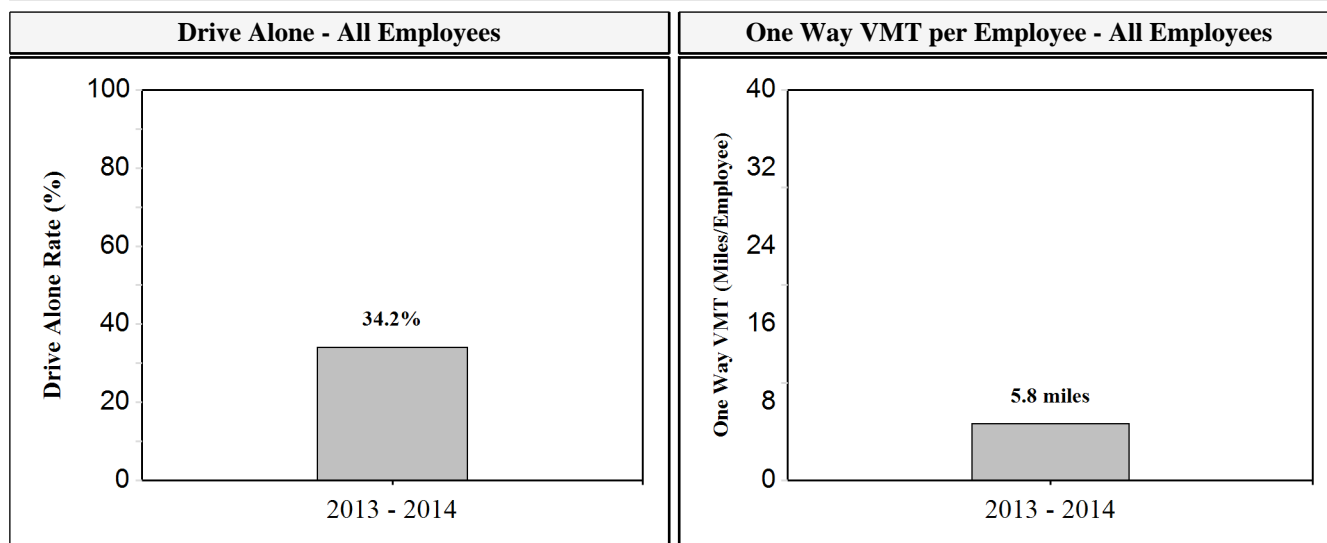 Drive Alone - All Employees
Drive Alone Rate (%)
100
80
60
40
20
0
34.2%
2013 - 2014
One Way VMT per Employee - All Employees
One Way VMT (Miles/Employee)
40
32
24
16
8
0
5.8 miles
2013 - 2014